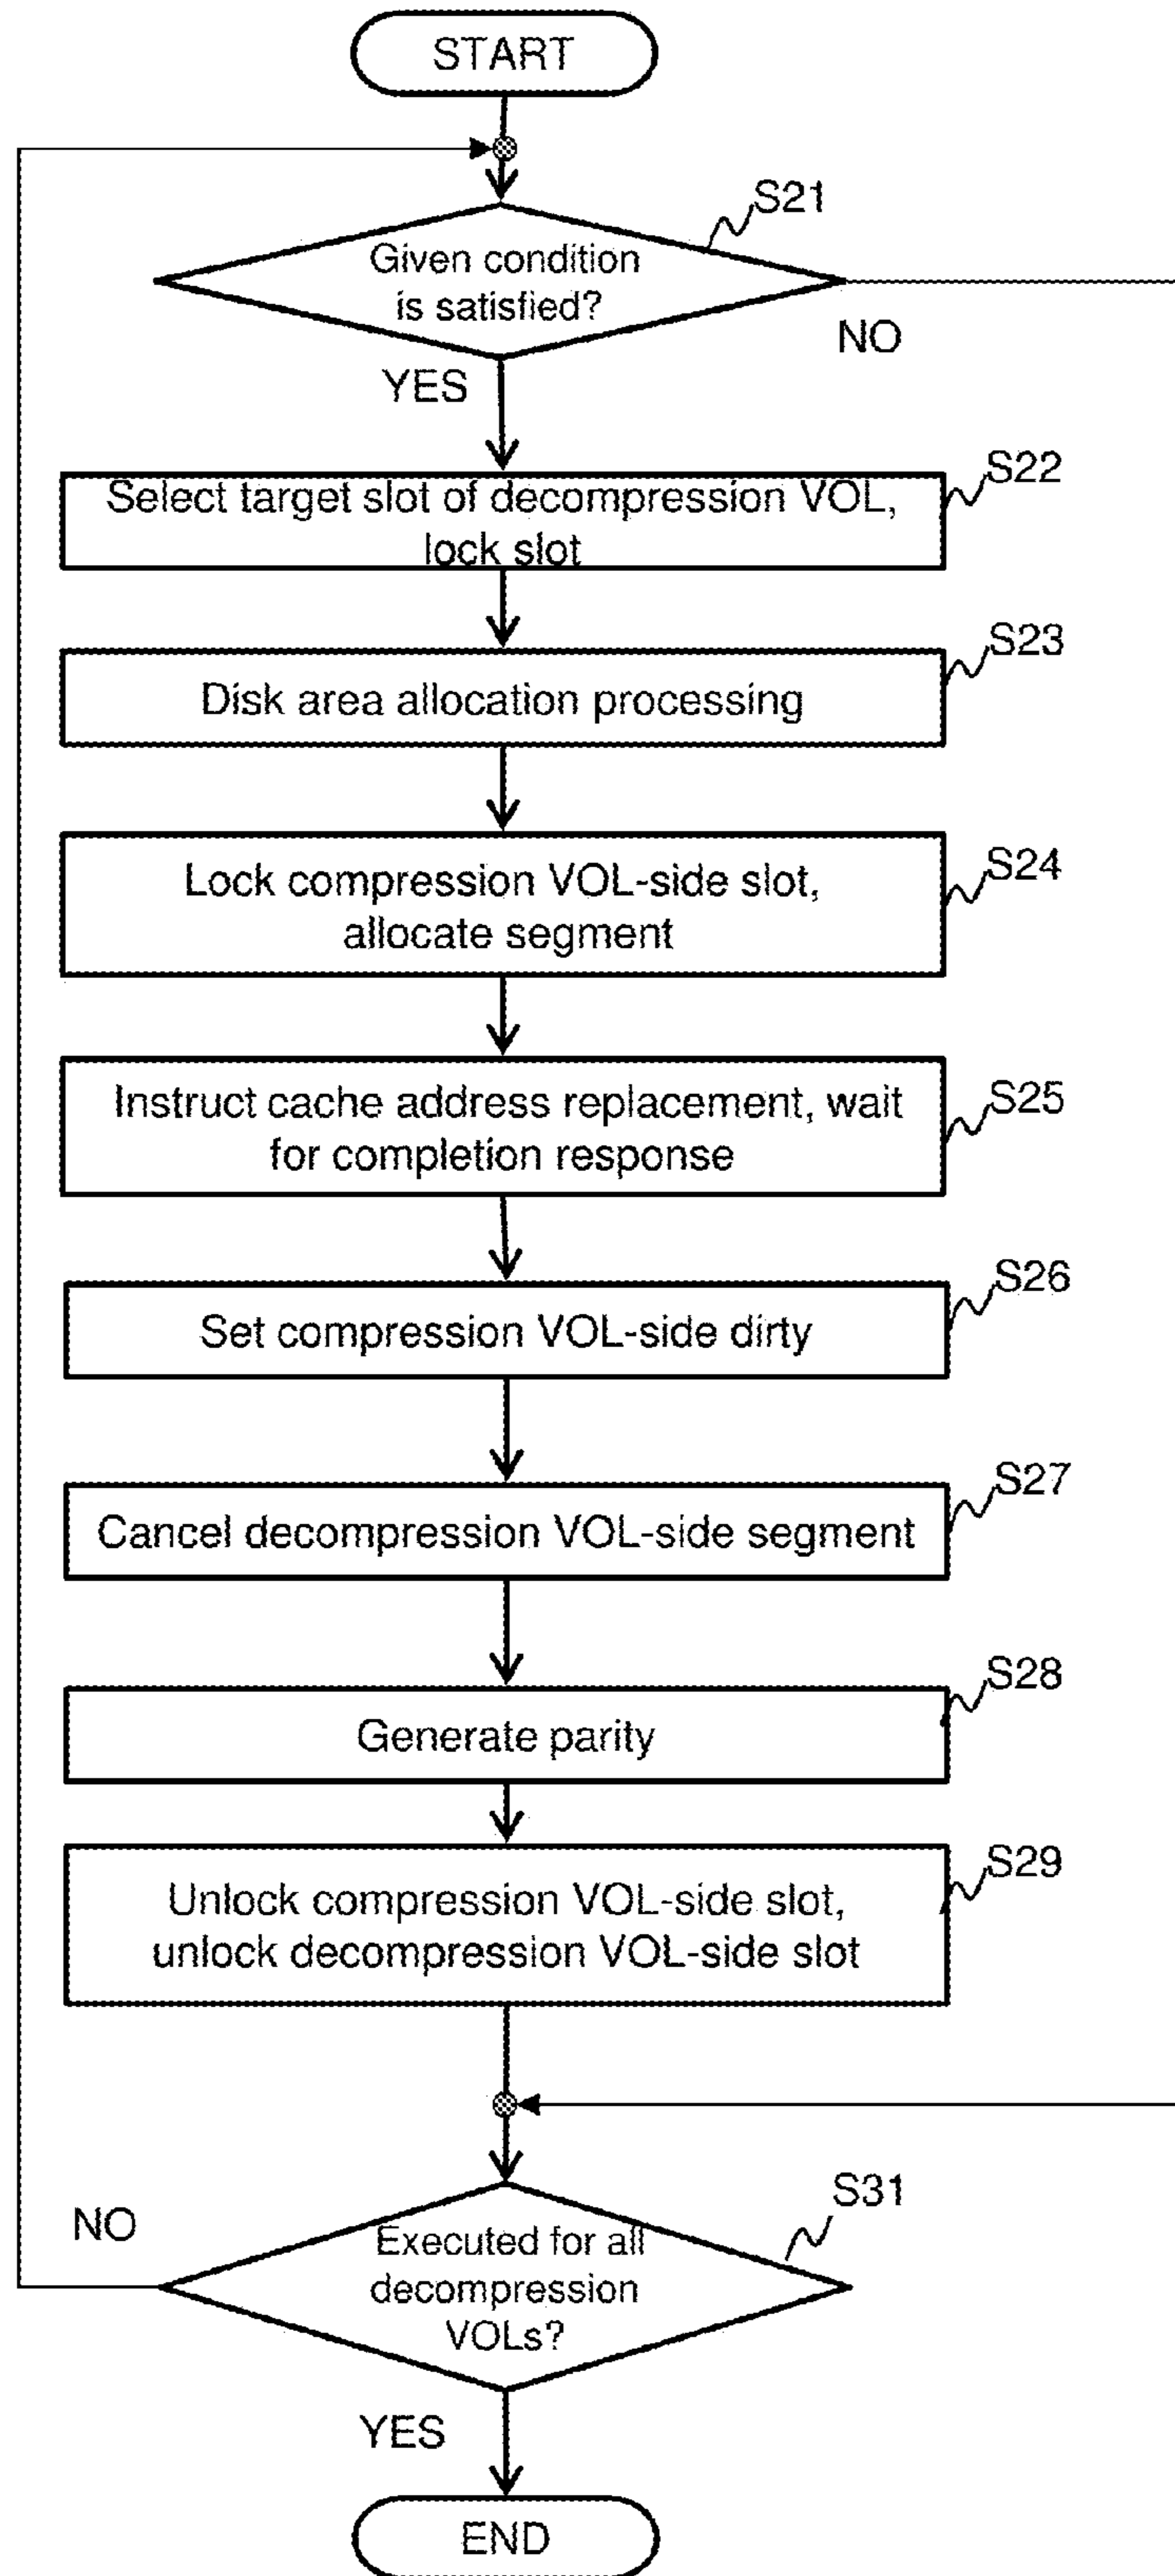 START
S21
Given condition
is satisfied?
NO
YES
S22
Select target slot of decompression VOL,
lock slot
S23
Disk area allocation processing
S24
Lock compression VOL-side slot,
allocate segment
S25
Instruct cache address replacement, wait
for completion response
S26
Set compression VOL-side dirty
S27
Cancel decompression VOL-side segment
S28
Generate parity
S29
Unlock compression VOL-side slot,
unlock decompression VOL-side slot
S31
NO
Executed for all
decompression
VOLs?
YES
END